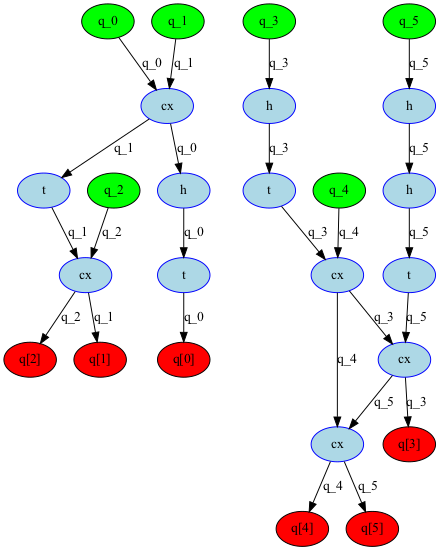 q_0 q_1 q_3 q_5
q_0 q_1 q_3 q_5
cx h h
q_1 q_0 q_3 q_5
t q_2 h t q_4 h
q_1 q_2 q_0 q_3 q_4 q_5
cx t cx t
q_2 q_1 q_0 q_3 q_5
q[2] q[1] q[0] q_4 cx
q_5 q_3
cx q[3]
q_4 q_5
q[4] q[5]